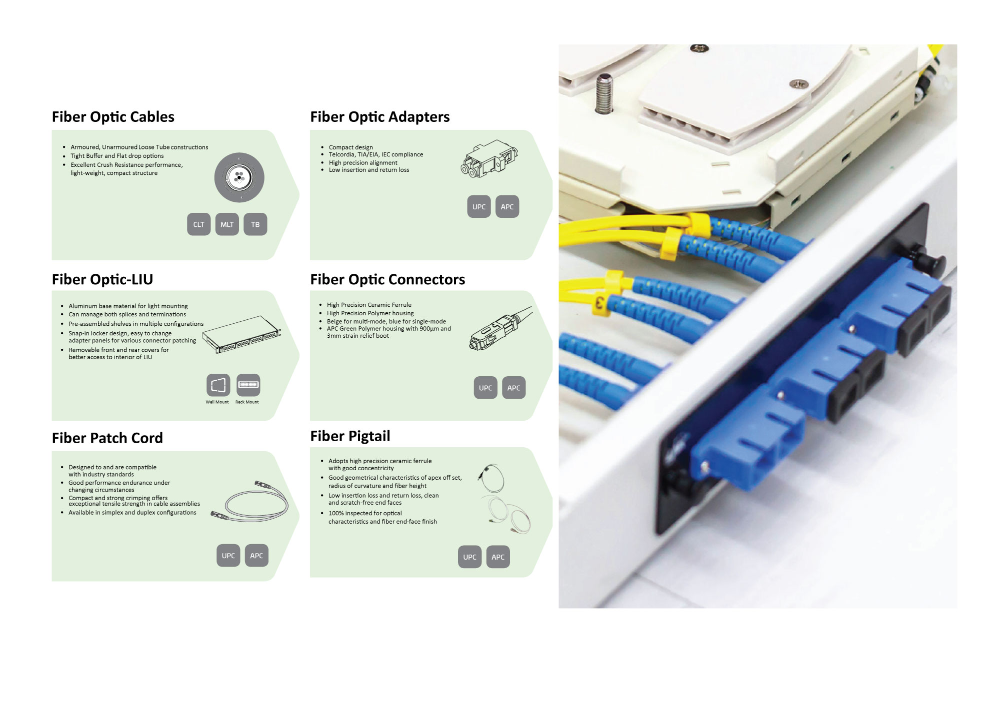 Fiber Optic Cables
• Armoured, Unarmoured Loose Tube constructions
• Tight Buffer and Flat drop options
• Excellent Crush Resistance performance,
light-weight, compact structure
CLT MLT TB
Fiber Optic Adapters
• Compact design
• Telcordia, TIA/EIA, IEC compliance
• High precision alignment
• Low insertion and return loss
UPC APC
Fiber Optic-LIU
• Aluminum base material for light mounting
• Can manage both splices and terminations
• Pre-assembled shelves in multiple configurations
• Snap-in locker design, easy to change
adapter panels for various connector patching
• Removable front and rear covers for
better access to interior of LIU
Wall Mount Rack Mount
Fiber Optic Connectors
• High Precision Ceramic Ferrule
• High Precision Polymer housing
• Beige for multi-mode, blue for single-mode
• APC Green Polymer housing with 900µm and
3mm strain relief boot
UPC APC
Fiber Patch Cord
• Designed to and are compatible
with industry standards
• Good performance endurance under
changing circumstances
• Compact and strong crimping offers
exceptional tensile strength in cable assemblies
• Available in simplex and duplex configurations
UPC APC
Fiber Pigtail
• Adopts high precision ceramic ferrule
with good concentricity
• Good geometrical characteristics of apex off set,
radius of curvature and fiber height
• Low insertion loss and return loss, clean
and scratch-free end faces
• 100% inspected for optical
characteristics and fiber end-face finish
UPC APC
3